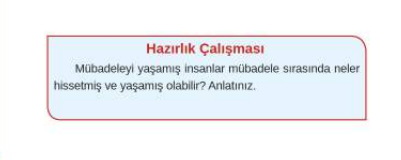 Hazırlık Çalışması
Mübadeleyi yaşamış insanlar mübadele sırasında neler
hissetmiş ve yaşamış olabilir? Anlatınız.